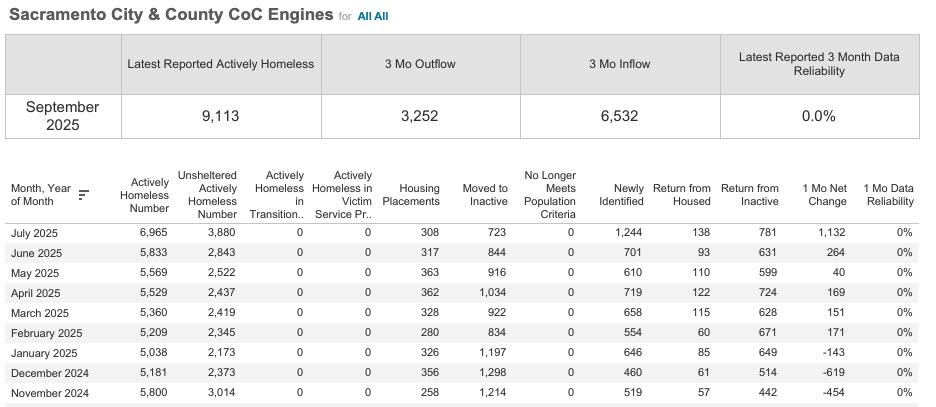 Sacramento City & County CoC Engines for All All
Latest Reported Actively Homeless 3 Mo Outflow 3 Mo Inflow Latest Reported 3 Month Data
Reliability
September
2025 9,113 3,252 6,532 0.0%
Month, Year
of Month Actively
Homeless
Number Unsheltered
Actively
Homeless
Number Actively
Homeless
in
Transition.. Actively
Homeless in
Victim
Service Pr.. Housing
Placements Moved to
Inactive No Longer
Meets
Population
Criteria Newly
Identified Return from
Housed Return from
Inactive 1 Mo Net
Change 1 Mo Data
Reliability
July 2025 6,965 3,880 0 0 308 723 0 1,244 138 781 1,132 0%
June 2025 5,833 2,843 0 0 317 844 0 701 93 631 264 0%
May 2025 5,569 2,522 0 0 363 916 0 610 110 599 40 0%
April 2025 5,529 2,437 0 0 362 1,034 0 719 122 724 169 0%
March 2025 5,360 2,419 0 0 328 922 0 658 115 628 151 0%
February 2025 5,209 2,345 0 0 280 834 0 554 60 671 171 0%
January 2025 5,038 2,173 0 0 326 1,197 0 646 85 649 -143 0%
December 2024 5,181 2,373 0 0 356 1,298 0 460 61 514 -619 0%
November 2024 5,800 3,014 0 0 258 1,214 0 519 57 442 -454 0%